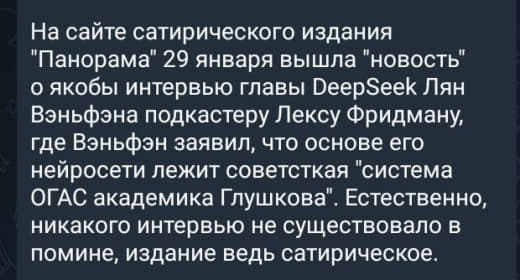 На сайте сатирического издания
"Панорама" 29 января вышла "новость"
о якобы интервью главы DeepSeek Лян
Вэньфэна подкастеру Лексу Фридману,
где Вэньфэн заявил, что основе его
нейросети лежит советсткая "система
ОГАС академика Глушкова". Естественно,
никакого интервью не существовало в
помине, издание ведь сатирическое.